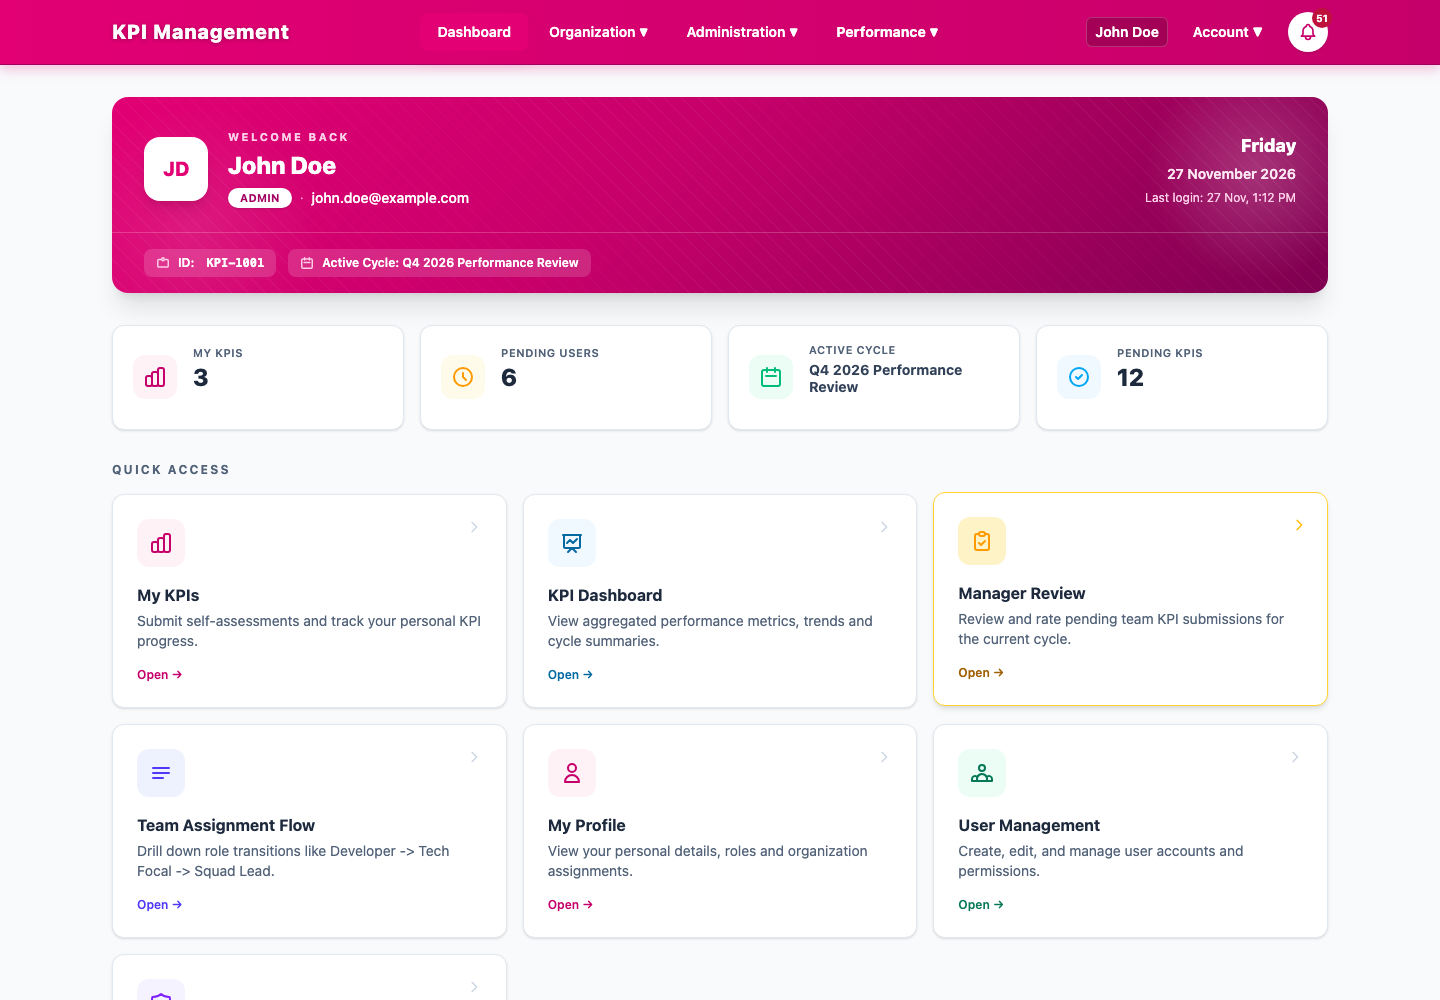 KPI Management
Dashboard
Organization ▾
Administration ▾
Performance ▾
John Doe
Account ▾
51
WELCOME BACK
JD
John Doe
ADMIN · john.doe@example.com
Friday
27 November 2026
Last login: 27 Nov, 1:12 PM
ID: KPI-1001
Active Cycle: Q4 2026 Performance Review
MY KPIS
3
PENDING USERS
6
ACTIVE CYCLE
Q4 2026 Performance
Review
PENDING KPIS
12
QUICK ACCESS
My KPIs
Submit self-assessments and track your personal KPI
progress.
Open →
KPI Dashboard
View aggregated performance metrics, trends and
cycle summaries.
Open →
Manager Review
Review and rate pending team KPI submissions for
the current cycle.
Open →
Team Assignment Flow
Drill down role transitions like Developer -> Tech
Focal -> Squad Lead.
Open →
My Profile
View your personal details, roles and organization
assignments.
Open →
User Management
Create, edit, and manage user accounts and
permissions.
Open →